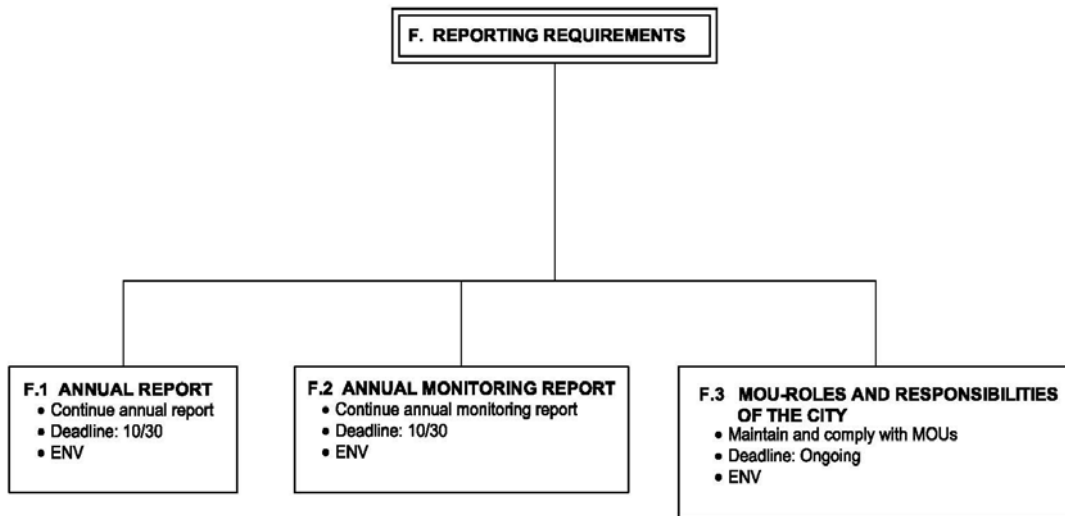 F. REPORTING REQUIREMENTS
F.1 ANNUAL REPORT
• Continue annual report
• Deadline: 10/30
• ENV
F.2 ANNUAL MONITORING REPORT
• Continue annual monitoring report
• Deadline: 10/30
• ENV
F.3 MOU-ROLES AND RESPONSIBILITIES
OF THE CITY
• Maintain and comply with MOUs
• Deadline: Ongoing
• ENV